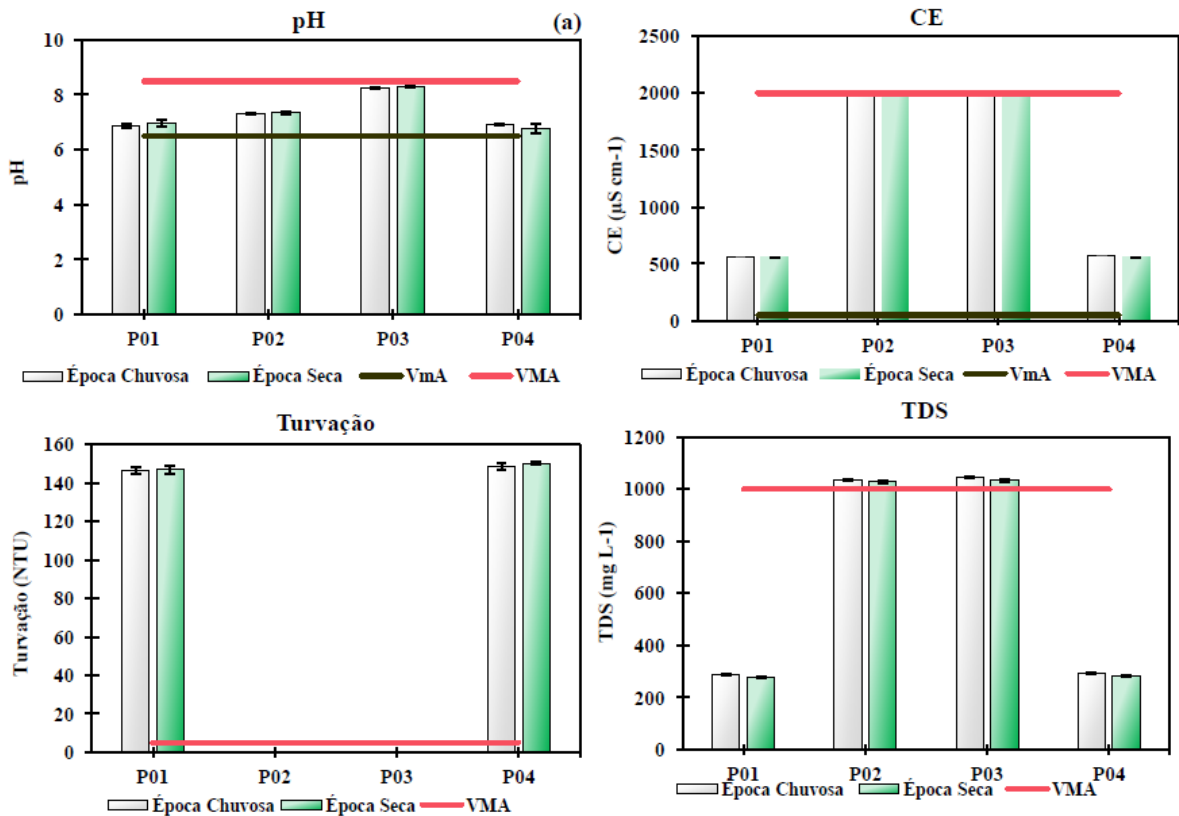 pH
(a)
10
8
6
4
2
0
pH
P01 P02 P03 P04
Época Chuvosa Época Seca VmA VMA
CE
2500
2000
1500
1000
500
0
CE (µS cm-1)
P01 P02 P03 P04
Época Chuvosa Época Seca VmA VMA
Turvação
160
140
120
100
80
60
40
20
0
Turvação (NTU)
P01 P02 P03 P04
Época Chuvosa Época Seca VMA
TDS
1200
1000
800
600
400
200
0
TDS (mg L-1)
P01 P02 P03 P04
Época Chuvosa Época Seca VMA